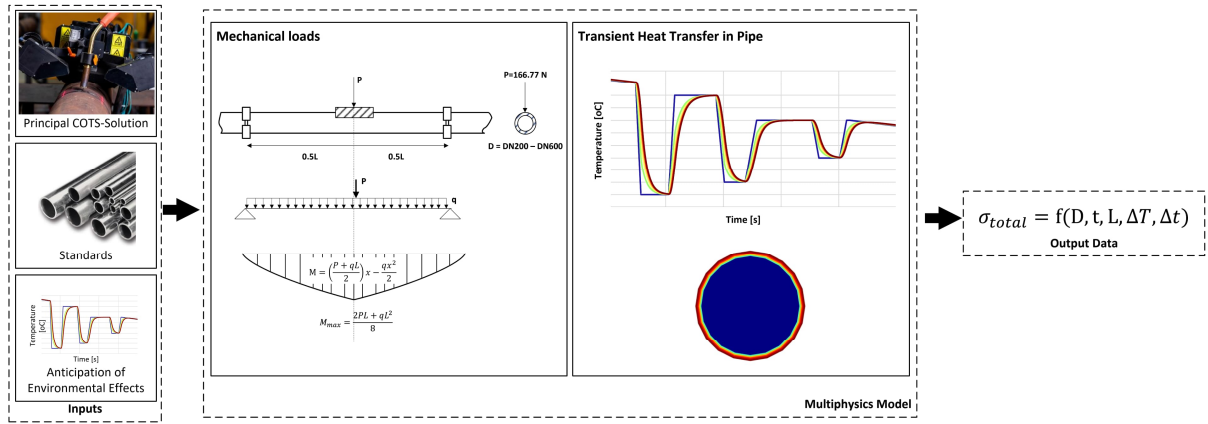 Principal COTS-Solution
Standards
Temperature
[oC]
Time [s]
Anticipation of
Environmental Effects
Inputs
Mechanical loads
P
P=166.77 N
D = DN200 – DN600
0.5L
0.5L
P
q
M = ((P + qL)/2) x − qx²/2
M_max = (2PL + qL²)/8
Transient Heat Transfer in Pipe
Temperature [oC]
Time [s]
Multiphysics Model
σ_total = f(D, t, L, ΔT, Δt)
Output Data